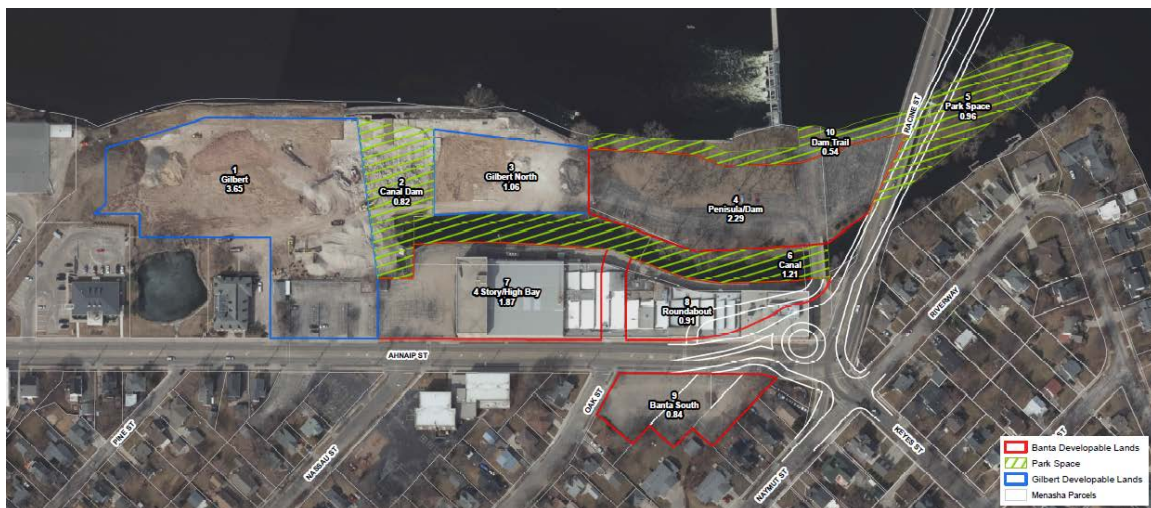 1
Gilbert
3.65
2
Canal Dam
0.82
3
Gilbert North
1.06
4
Penisula/Dam
2.29
5
Park Space
0.96
10
Dam Trail
0.54
6
Canal
1.21
7
4 Story/High Bay
1.87
8
Roundabout
0.91
9
Banta South
0.84
RACINE ST
RIVERWAY
AHNAIP ST
PINE ST
NASSAU ST
OAK ST
NAYMUT ST
KEYES ST
Banta Developable Lands
Park Space
Gilbert Developable Lands
Menasha Parcels